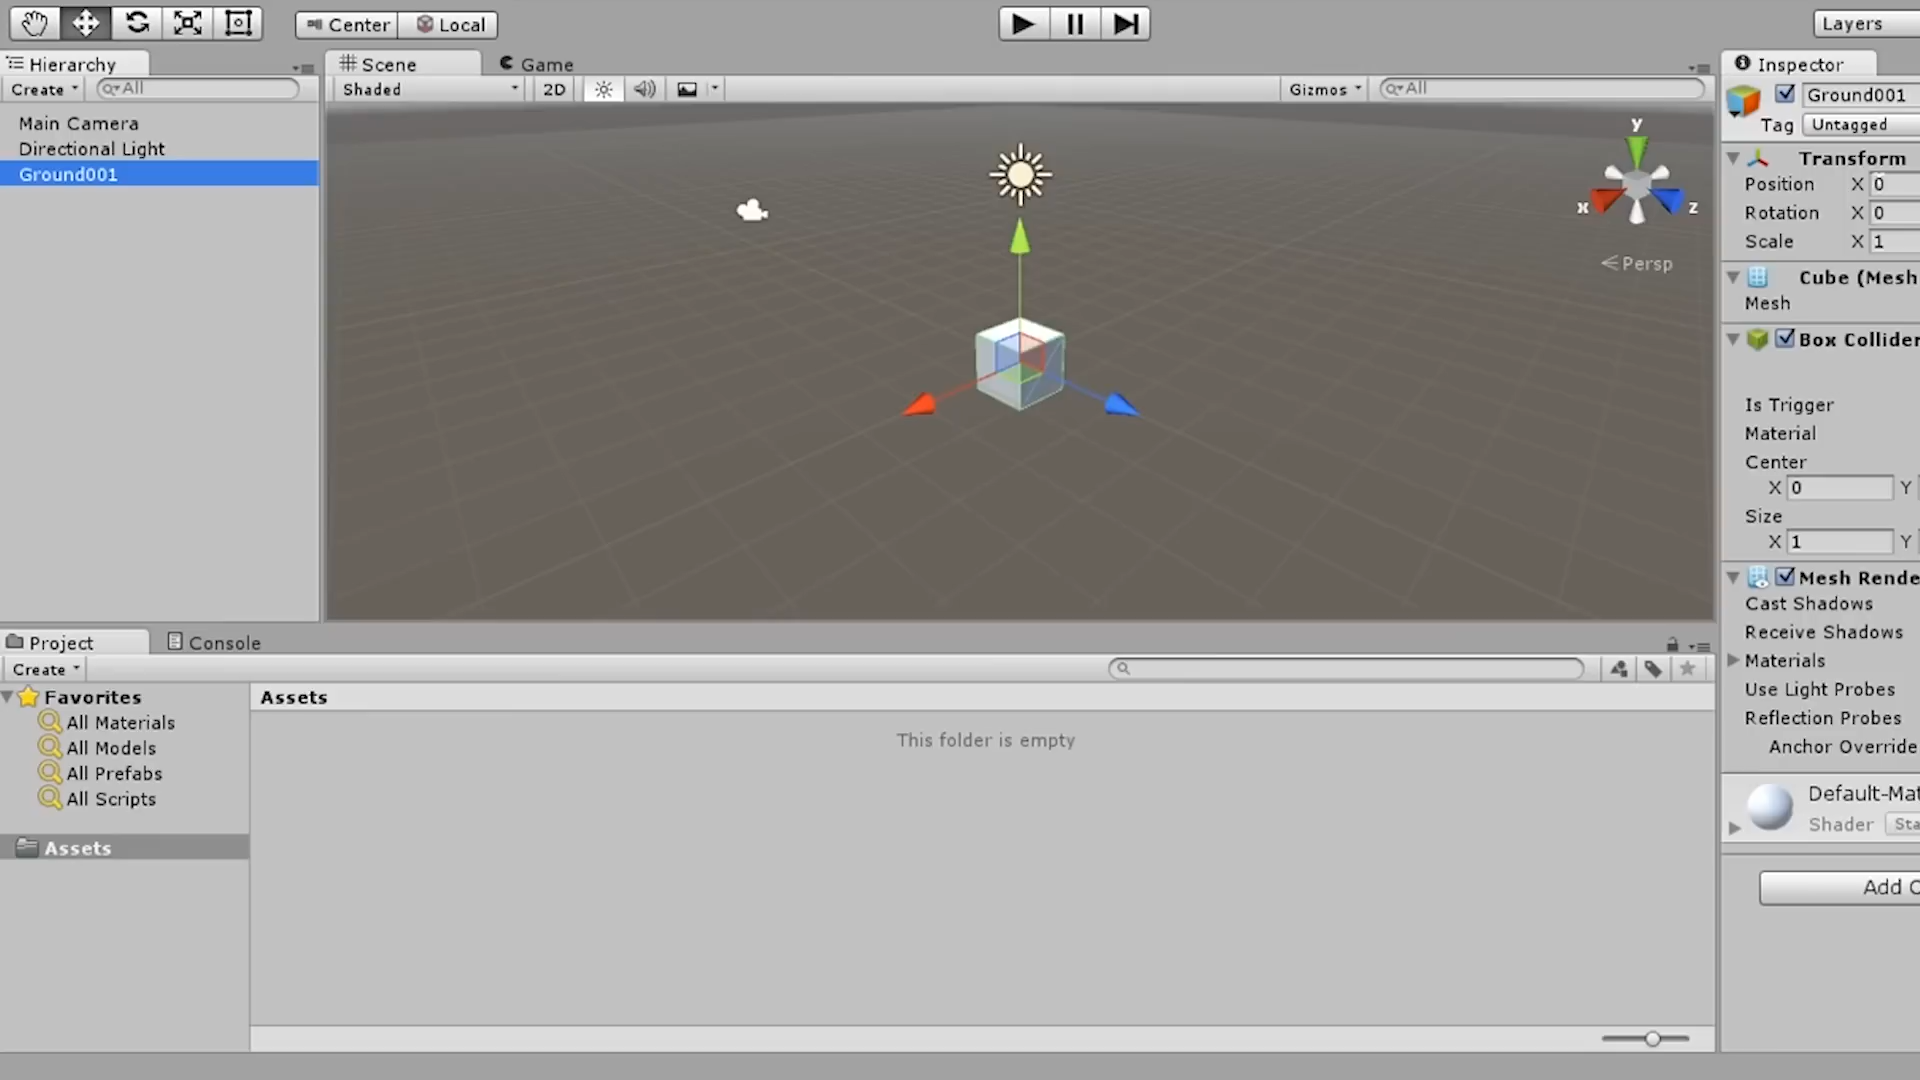 Center Local
Layers
Hierarchy
Create All
Main Camera
Directional Light
Ground001
Scene Game
Shaded 2D Gizmos All
y
x z
Persp
Inspector
Ground001
Tag Untagged
Transform
Position X 0
Rotation X 0
Scale X 1
Cube (Mesh
Mesh
Box Collider
Is Trigger
Material
Center
X 0 Y
Size
X 1 Y
Mesh Rende
Cast Shadows
Receive Shadows
Materials
Use Light Probes
Reflection Probes
Anchor Override
Default-Mat
Shader Sta
Add C
Project Console
Create
Favorites
All Materials
All Models
All Prefabs
All Scripts
Assets
Assets
This folder is empty